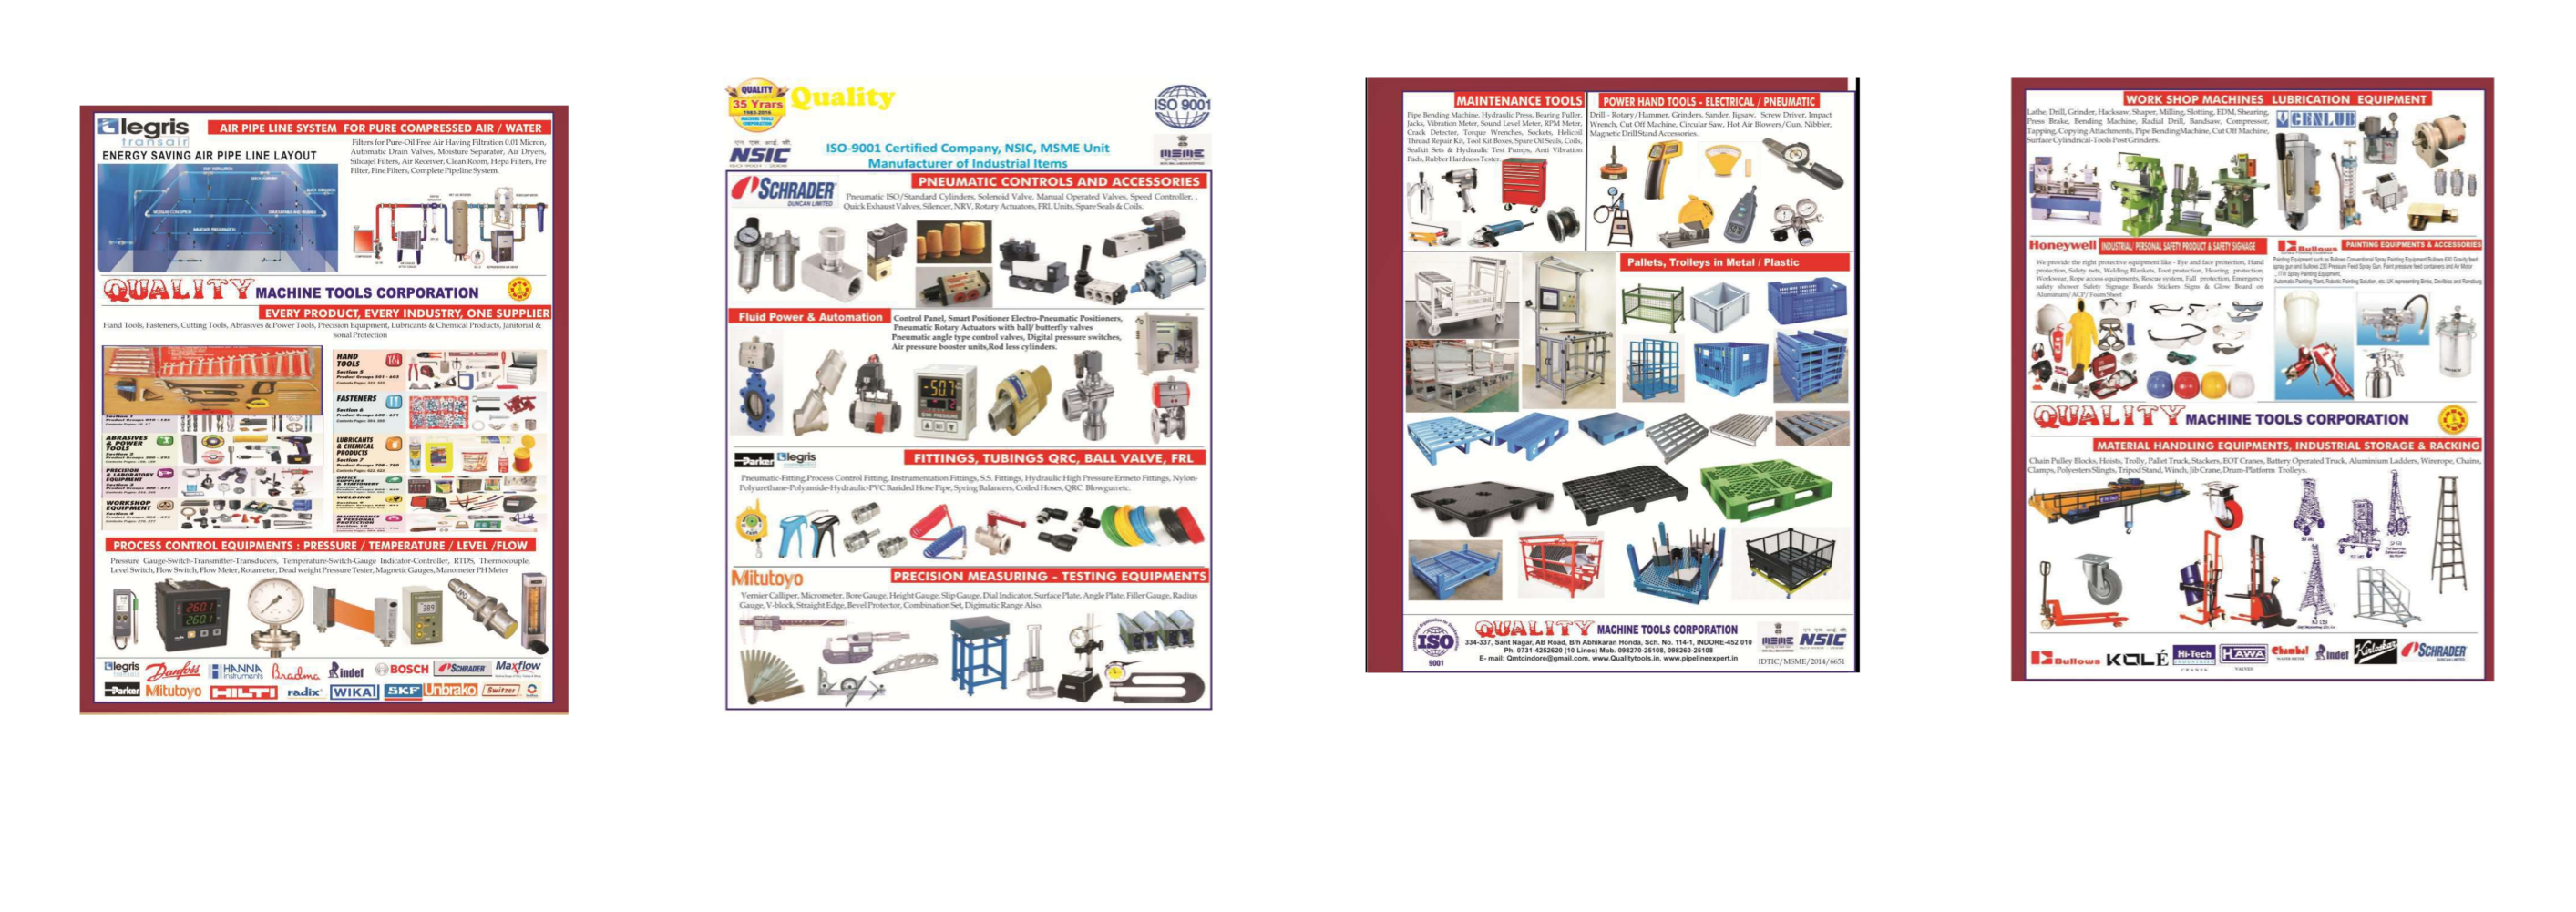 legris
transair
AIR PIPE LINE SYSTEM FOR PURE COMPRESSED AIR / WATER
ENERGY SAVING AIR PIPE LINE LAYOUT
Filters for Pure-Oil Free Air Having Filtration 0.01 Micron,
Automatic Drain Valves, Moisture Separator, Air Dryers,
Silicajel Filters, Air Receiver, Clean Room, Hepa Filters, Pre
Filter, Fine Filters, Complete Pipeline System.
QUALITY MACHINE TOOLS CORPORATION
EVERY PRODUCT, EVERY INDUSTRY, ONE SUPPLIER
Hand Tools, Fasteners, Cutting Tools, Abrasives & Power Tools, Precision Equipment, Lubricants & Chemical Products, Janitorial &
sonal Protection
HAND
TOOLS
Section 5
FASTENERS
Section 6
ABRASIVES
& POWER
TOOLS
LUBRICANTS
& CHEMICAL
PRODUCTS
Section 7
PRECISION
& LABORATORY
EQUIPMENT
WELDING
WORKSHOP
EQUIPMENT
PROCESS CONTROL EQUIPMENTS : PRESSURE / TEMPERATURE / LEVEL /FLOW
Pressure Gauge-Switch-Transmitter-Transducers, Temperature-Switch-Gauge Indicator-Controller, RTDS, Thermocouple,
Level Switch, Flow Switch, Flow Meter, Rotameter, Dead weight Pressure Tester, Magnetic Gauges, Manometer PH Meter
260.1
260.1
legris Danfoss HANNA instruments Bradma indef BOSCH SCHRADER Maxflow
Parker Mitutoyo HILTI radix WIKA SKF Unbrako Switzer
QUALITY
35 Yrars
1983-2018
MACHINE TOOLS
CORPORATION
Quality
ISO 9001
NSIC
ISO-9001 Certified Company, NSIC, MSME Unit
Manufacturer of Industrial Items
SCHRADER
DUNCAN LIMITED
PNEUMATIC CONTROLS AND ACCESSORIES
Pneumatic ISO/Standard Cylinders, Solenoid Valve, Manual Operated Valves, Speed Controller, ,
Quick Exhaust Valves, Silencer, NRV, Rotary Actuators, FRL Units, Spare Seals & Coils.
Fluid Power & Automation
Control Panel, Smart Positioner Electro-Pneumatic Positioners,
Pneumatic Rotary Actuators with ball/ butterfly valves
Pneumatic angle type control valves, Digital pressure switches,
Air pressure booster units,Rod less cylinders.
-50.7
Parker legris
FITTINGS, TUBINGS QRC, BALL VALVE, FRL
Pneumatic-Fitting,Process Control Fitting, Instrumentation Fittings, S.S. Fittings, Hydraulic High Pressure Ermeto Fittings, Nylon-
Polyurethane-Polyamide-Hydraulic-PVC Barided Hose Pipe, Spring Balancers, Coiled Hoses, QRC Blowgun etc.
Mitutoyo
PRECISION MEASURING - TESTING EQUIPMENTS
Vernier Calliper, Micrometer, Bore Gauge, Height Gauge, Slip Gauge, Dial Indicator, Surface Plate, Angle Plate, Filler Gauge, Radius
Gauge, V-block, Straight Edge, Bevel Protector, Combination Set, Digimatic Range Also.
MAINTENANCE TOOLS
Pipe Bending Machine, Hydraulic Press, Bearing Puller,
Jacks, Vibration Meter, Sound Level Meter, RPM Meter,
Crack Detector, Torque Wrenches, Sockets, Helicoil
Thread Repair Kit, Tool Kit Boxes, Spare Oil Seals, Coils,
Sealkit Sets & Hydraulic Test Pumps, Anti Vibration
Pads, Rubber Hardness Tester
POWER HAND TOOLS - ELECTRICAL / PNEUMATIC
Drill - Rotary/Hammer, Grinders, Sander, Jigsaw, Screw Driver, Impact
Wrench, Cut Off Machine, Circular Saw, Hot Air Blowers/Gun, Nibbler,
Magnetic Drill Stand Accessories.
Pallets, Trolleys in Metal / Plastic
ISO
9001
QUALITY MACHINE TOOLS CORPORATION
334-337, Sant Nagar, AB Road, B/h Abhikaran Honda, Sch. No. 114-1, INDORE-452 010
Ph. 0731-4252620 (10 Lines) Mob. 098270-25108, 098260-25108
E- mail: Qmtcindore@gmail.com, www.Qualitytools.in, www.pipelineexpert.in
NSIC
IDTIC/MSME/2014/6651
WORK SHOP MACHINES LUBRICATION EQUIPMENT
Lathe, Drill, Grinder, Hacksaw, Shaper, Milling, Slotting, EDM, Shearing,
Press Brake, Bending Machine, Radial Drill, Bandsaw, Compressor,
Tapping, Copying Attachments, Pipe BendingMachine, Cut Off Machine,
Surface Cylindrical-Tools Post Grinders.
CENLUB
Honeywell INDUSTRIAL/ PERSONAL SAFETY PRODUCT & SAFETY SIGNAGE
We provide the right protective equipment like - Eye and face protection, Hand
protection, Safety nets, Welding Blankets, Foot protection, Hearing protection,
Workwear, Rope access equipments, Rescue system, Fall protection, Emergency
safety shower Safety Signage Boards Stickers Signs & Glow Board on
Aluminum/ACP/ FoamSheet
Bullows PAINTING EQUIPMENTS & ACCESSORIES
QUALITY MACHINE TOOLS CORPORATION
MATERIAL HANDLING EQUIPMENTS, INDUSTRIAL STORAGE & RACKING
Chain Pulley Blocks, Hoists, Trolly, Pallet Truck, Stackers, EOT Cranes, Battery Operated Truck, Aluminium Ladders, Wirerope, Chains,
Clamps, Polyesters Slingts, Tripod Stand, Winch, Jib Crane, Drum-Platform Trolleys.
Bullows KOLÉ Hi-Tech HAWA Chambal indef Kirloskar SCHRADER